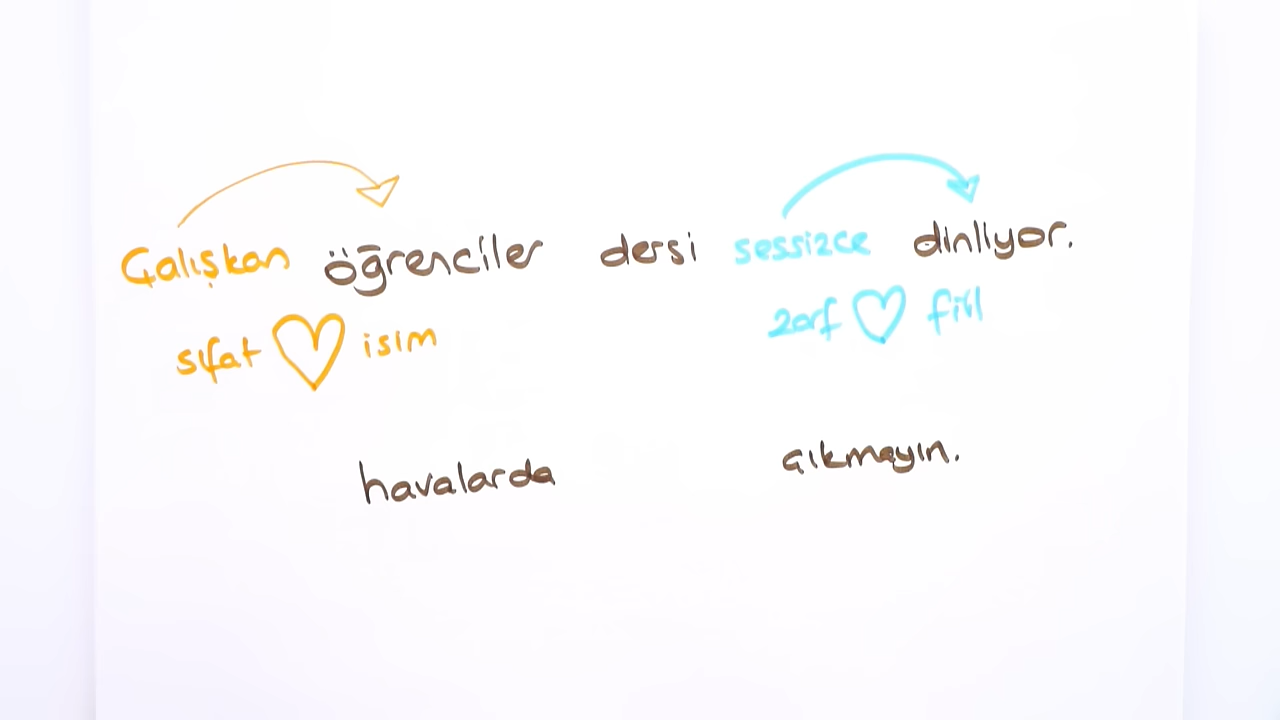 Çalışkan öğrenciler dersi sessizce dinliyor.
sıfat isim zarf fiil
havalarda çıkmayın.